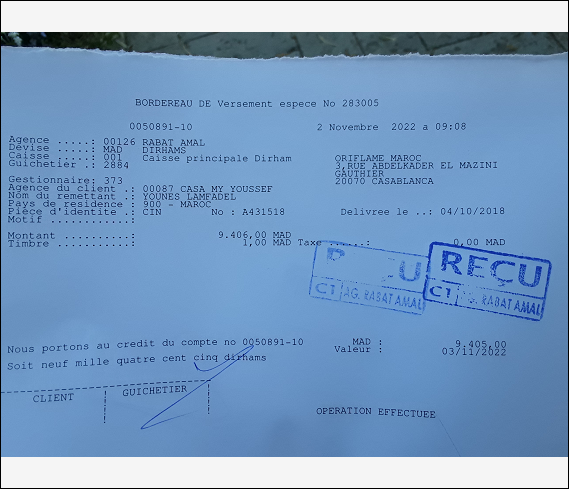 BORDEREAU DE Versement espece No 283005
0050891-10 2 Novembre 2022 a 09:08
Agence .....: 00126 RABAT AMAL
Devise .....: MAD DIRHAMS
Caisse .....: 001 Caisse principale Dirham ORIFLAME MAROC
Guichetier .: 2884 3,RUE ABDELKADER EL MAZINI
GAUTHIER
Gestionnaire: 373 20070 CASABLANCA
Agence du client .: 00087 CASA MY YOUSSEF
Nom du remettant .: YOUNES LAMFADEL
Pays de residence : 900 - MAROC
Pièce d'identite .: CIN No : A431518 Delivree le ..: 04/10/2018
Motif ............:
Montant ..........: 9.406,00 MAD
Timbre ...........: 1,00 MAD Taxe .....: 0,00 MAD
REÇU
CT AG. RABAT AMAL
REÇU
CT AG. RABAT AMAL
Nous portons au credit du compte no 0050891-10 MAD : 9.405,00
Soit neuf mille quatre cent cinq dirhams Valeur : 03/11/2022
CLIENT GUICHETIER
OPERATION EFFECTUEE